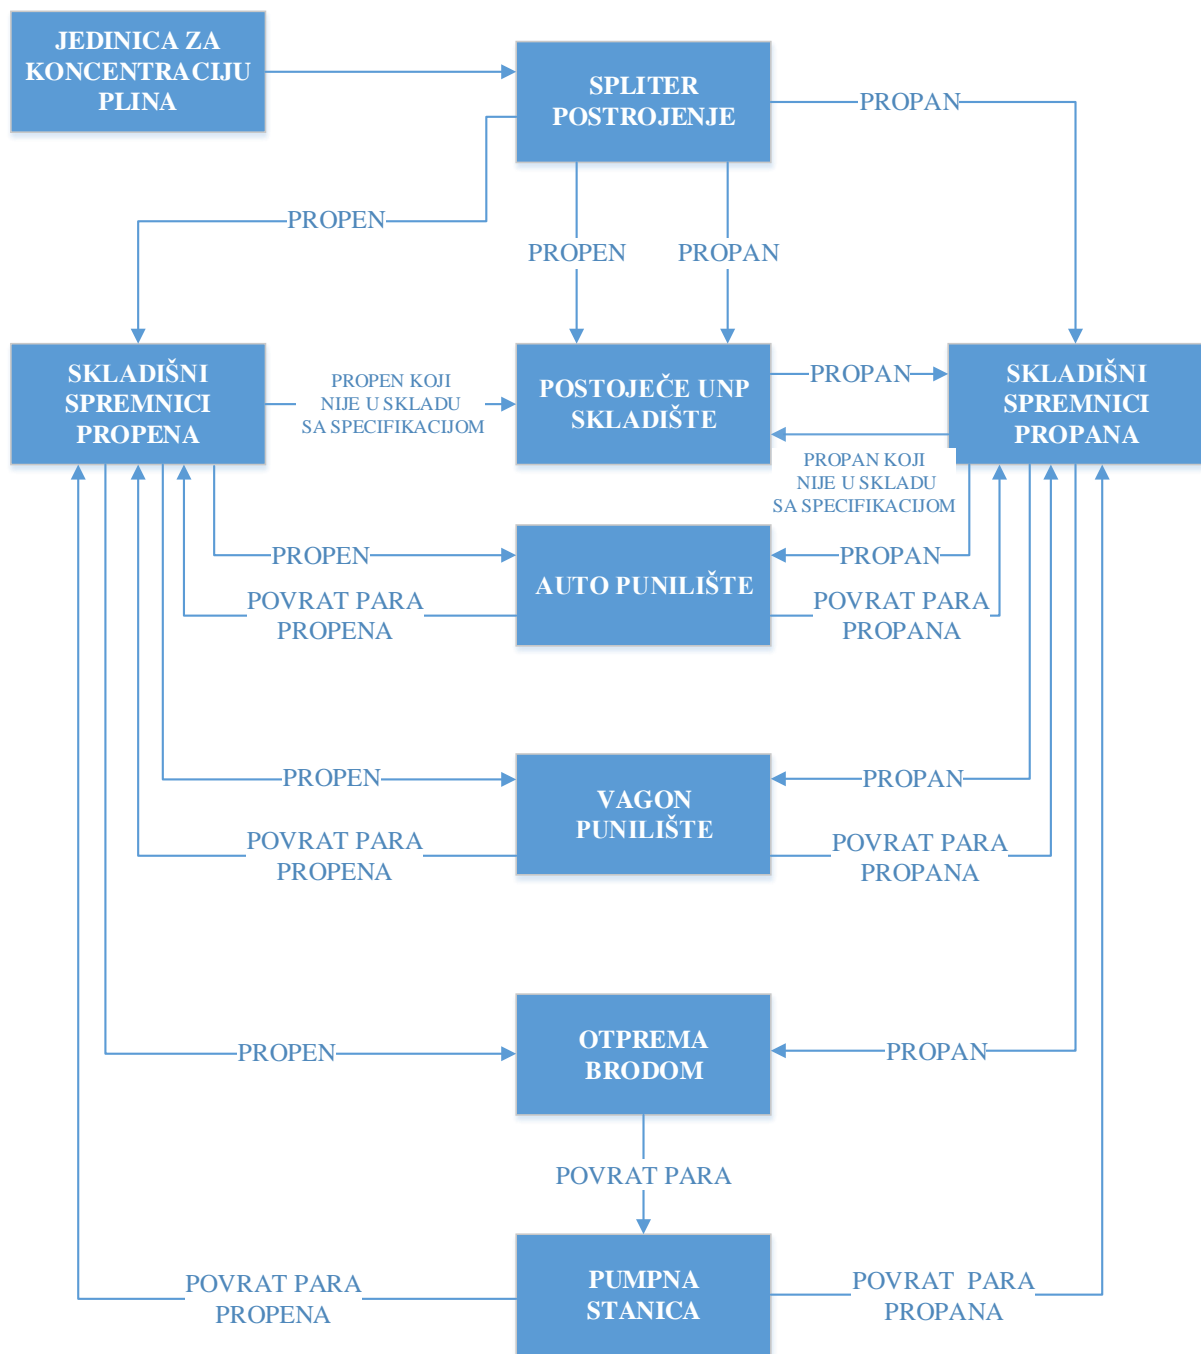 JEDINICA ZA
KONCENTRACIJU
PLINA
SPLITER
POSTROJENJE
PROPAN
PROPEN
PROPEN
PROPAN
SKLADIŠNI
SPREMNICI
PROPENA
PROPEN KOJI
NIJE U SKLADU
SA SPECIFIKACIJOM
POSTOJEČE UNP
SKLADIŠTE
PROPAN
SKLADIŠNI
SPREMNICI
PROPANA
PROPAN KOJI
NIJE U SKLADU
SA SPECIFIKACIJOM
PROPEN
AUTO PUNILIŠTE
PROPAN
POVRAT PARA
PROPENA
POVRAT PARA
PROPANA
PROPEN
VAGON
PUNILIŠTE
PROPAN
POVRAT PARA
PROPENA
POVRAT PARA
PROPANA
PROPEN
OTPREMA
BRODOM
PROPAN
POVRAT PARA
POVRAT PARA
PROPENA
PUMPNA
STANICA
POVRAT  PARA
PROPANA